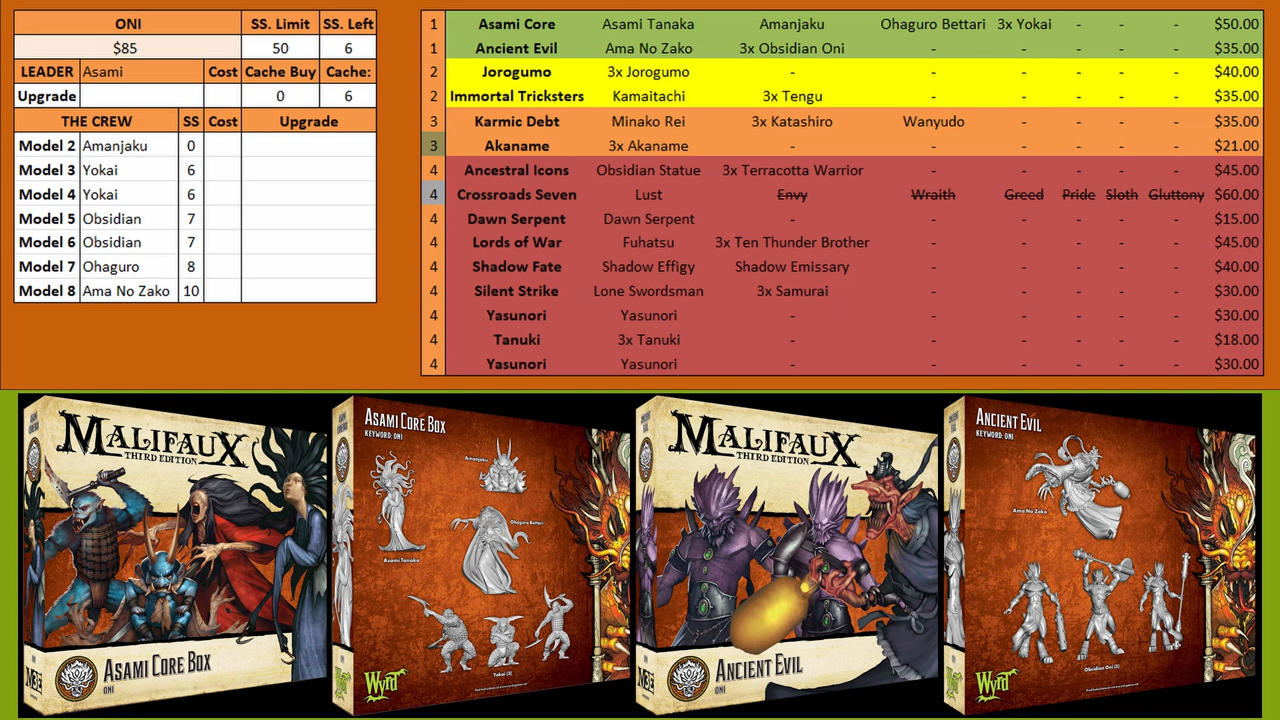 ONI SS. Limit SS. Left
$85 50 6
LEADER Asami Cost Cache Buy Cache:
Upgrade 0 6
THE CREW SS Cost Upgrade
Model 2 Amanjaku 0
Model 3 Yokai 6
Model 4 Yokai 6
Model 5 Obsidian 7
Model 6 Obsidian 7
Model 7 Ohaguro 8
Model 8 Ama No Zako 10
1 Asami Core Asami Tanaka Amanjaku Ohaguro Bettari 3x Yokai - - - $50.00
1 Ancient Evil Ama No Zako 3x Obsidian Oni - - - - - $35.00
2 Jorogumo 3x Jorogumo - - - - - - $40.00
2 Immortal Tricksters Kamaitachi 3x Tengu - - - - - $35.00
3 Karmic Debt Minako Rei 3x Katashiro Wanyudo - - - - $35.00
3 Akaname 3x Akaname - - - - - - $21.00
4 Ancestral Icons Obsidian Statue 3x Terracotta Warrior - - - - - $45.00
4 Crossroads Seven Lust Envy Wraith Greed Pride Sloth Gluttony $60.00
4 Dawn Serpent Dawn Serpent - - - - - - $15.00
4 Lords of War Fuhatsu 3x Ten Thunder Brother - - - - - $45.00
4 Shadow Fate Shadow Effigy Shadow Emissary - - - - - $40.00
4 Silent Strike Lone Swordsman 3x Samurai - - - - - $30.00
4 Yasunori Yasunori - - - - - - $30.00
4 Tanuki 3x Tanuki - - - - - - $18.00
4 Yasunori Yasunori - - - - - - $30.00
MALIFAUX
THIRD EDITION
ASAMI CORE BOX
ONI
M3E
ASAMI CORE BOX
KEYWORD: ONI
Amanjaku
Ohaguro Bettari
Asami Tanaka
Yokai (3)
Wyrd
MALIFAUX
THIRD EDITION
ANCIENT EVIL
ONI
M3E
ANCIENT EVIL
KEYWORD: ONI
Ama No Zako
Obsidian Oni (3)
Wyrd